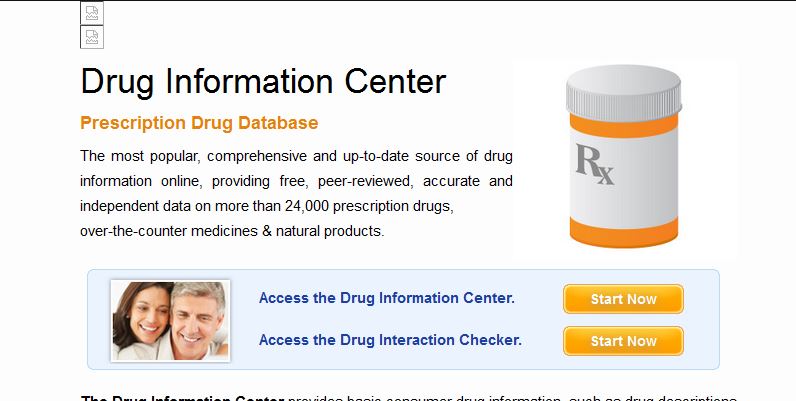 Drug Information Center
Prescription Drug Database
The most popular, comprehensive and up-to-date source of drug
information online, providing free, peer-reviewed, accurate and
independent data on more than 24,000 prescription drugs,
over-the-counter medicines & natural products.
Rx
Access the Drug Information Center.
Start Now
Access the Drug Interaction Checker.
Start Now
The Drug Information Center provides basic consumer drug information, such as drug descriptions